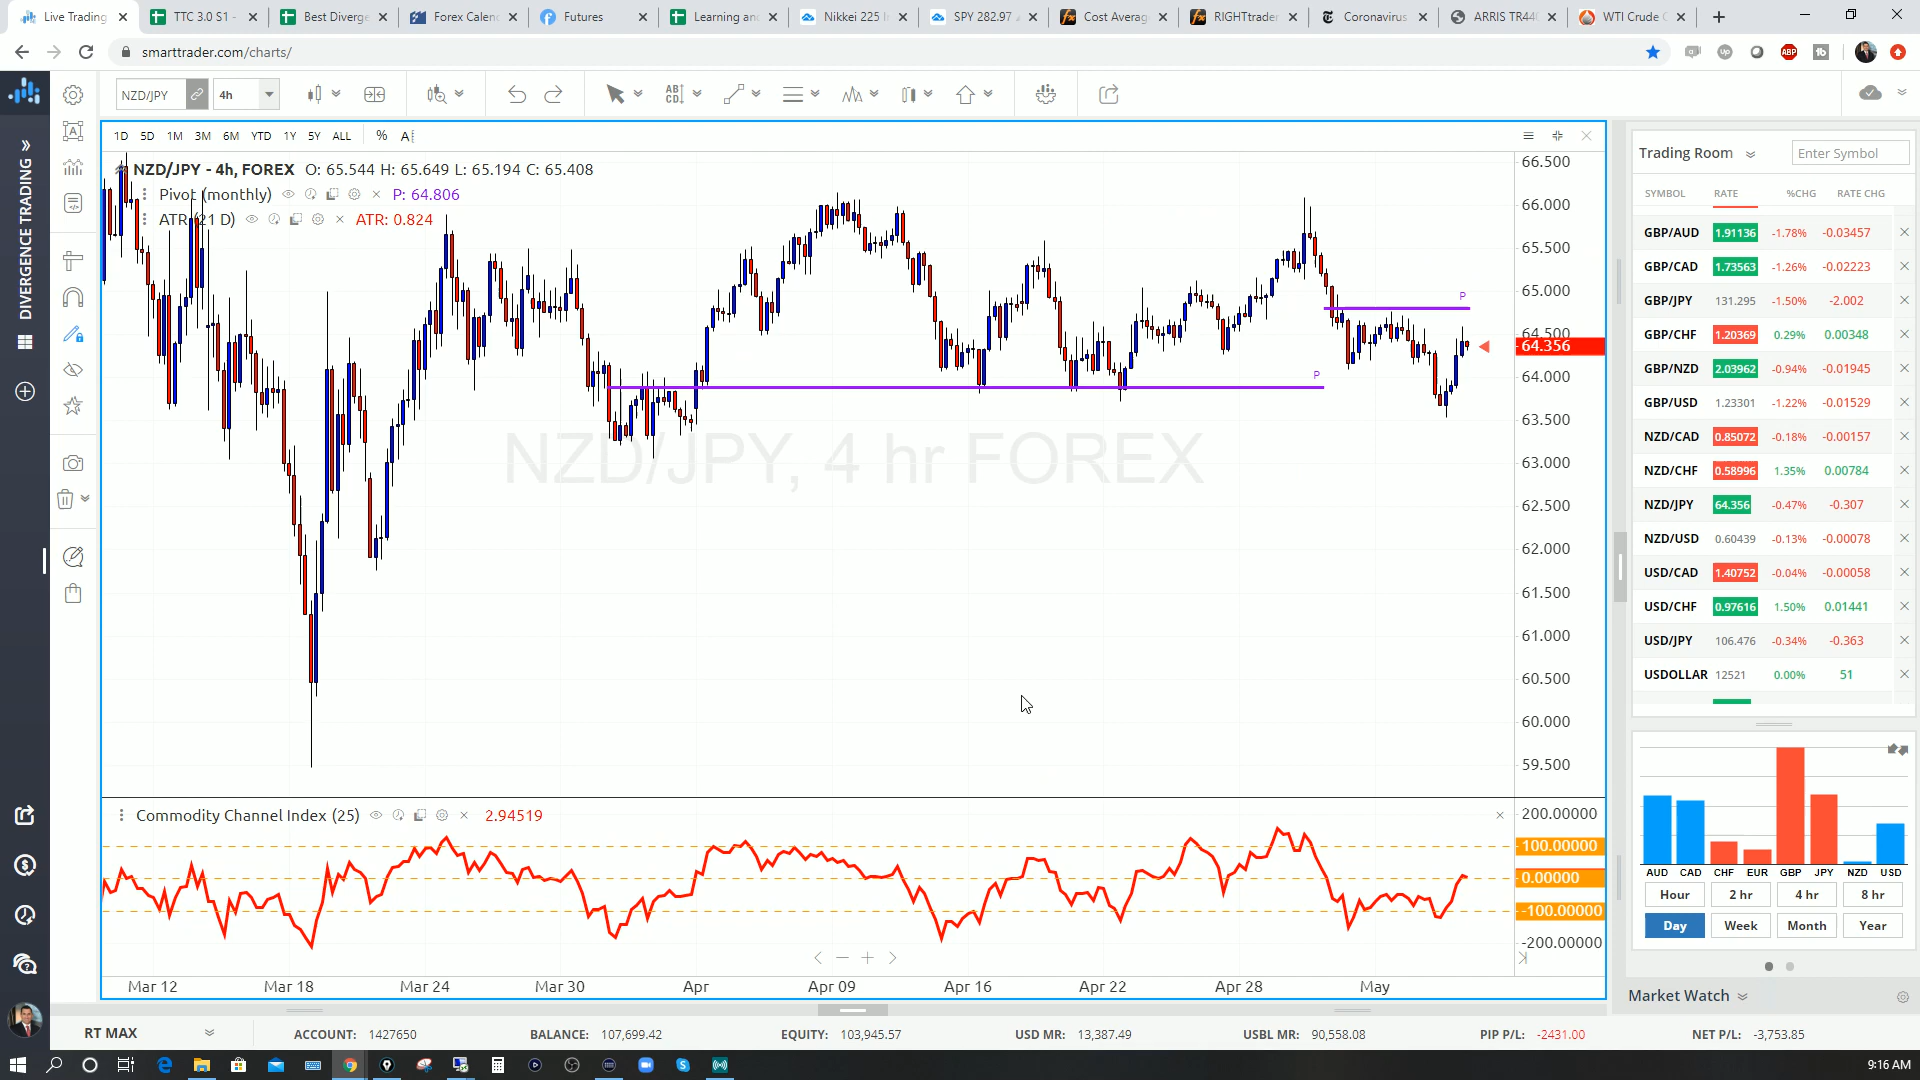 Live Trading
TTC 3.0 S1 -
Best Diverge
Forex Calen
Futures
Learning an
Nikkei 225 I
SPY 282.97
Cost Averag
RIGHTtrader
Coronavirus
ARRIS TR44
WTI Crude
smarttrader.com/charts/
DIVERGENCE TRADING
NZD/JPY
4h
AB
CD
1D 5D 1M 3M 6M YTD 1Y 5Y ALL %
NZD/JPY - 4h, FOREX O: 65.544 H: 65.649 L: 65.194 C: 65.408
Pivot (monthly) P: 64.806
ATR (21 D) ATR: 0.824
NZD/JPY, 4 hr FOREX
P
P
66.500
66.000
65.500
65.000
64.500
64.356
64.000
63.500
63.000
62.500
62.000
61.500
61.000
60.500
60.000
59.500
Commodity Channel Index (25) 2.94519
200.00000
100.00000
0.00000
-100.00000
-200.00000
Mar 12 Mar 18 Mar 24 Mar 30 Apr Apr 09 Apr 16 Apr 22 Apr 28 May
Trading Room
Enter Symbol
SYMBOL RATE %CHG RATE CHG
GBP/AUD 1.91136 -1.78% -0.03457
GBP/CAD 1.73563 -1.26% -0.02223
GBP/JPY 131.295 -1.50% -2.002
GBP/CHF 1.20369 0.29% 0.00348
GBP/NZD 2.03962 -0.94% -0.01945
GBP/USD 1.23301 -1.22% -0.01529
NZD/CAD 0.85072 -0.18% -0.00157
NZD/CHF 0.58996 1.35% 0.00784
NZD/JPY 64.356 -0.47% -0.307
NZD/USD 0.60439 -0.13% -0.00078
USD/CAD 1.40752 -0.04% -0.00058
USD/CHF 0.97616 1.50% 0.01441
USD/JPY 106.476 -0.34% -0.363
USDOLLAR 12521 0.00% 51
AUD CAD CHF EUR GBP JPY NZD USD
Hour 2 hr 4 hr 8 hr
Day Week Month Year
Market Watch
RT MAX ACCOUNT: 1427650 BALANCE: 107,699.42 EQUITY: 103,945.57 USD MR: 13,387.49 USBL MR: 90,558.08 PIP P/L: -2431.00 NET P/L: -3,753.85
9:16 AM